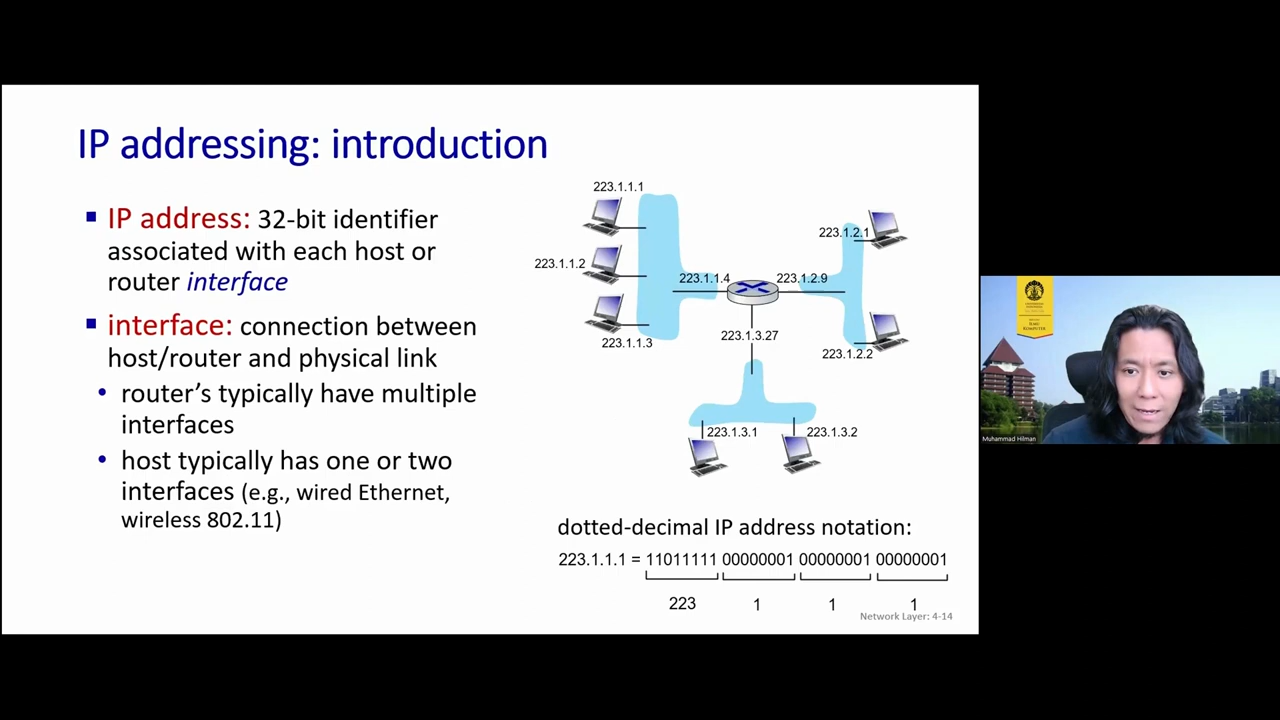 IP addressing: introduction
IP address: 32-bit identifier
associated with each host or
router interface
interface: connection between
host/router and physical link
router's typically have multiple
interfaces
host typically has one or two
interfaces (e.g., wired Ethernet,
wireless 802.11)
223.1.1.1
223.1.1.2
223.1.1.3
223.1.1.4
223.1.2.9
223.1.2.1
223.1.2.2
223.1.3.27
223.1.3.1
223.1.3.2
dotted-decimal IP address notation:
223.1.1.1 = 11011111 00000001 00000001 00000001
223 1 1 1
Network Layer: 4-14
ILMU
KOMPUTER
Muhammad Hilman